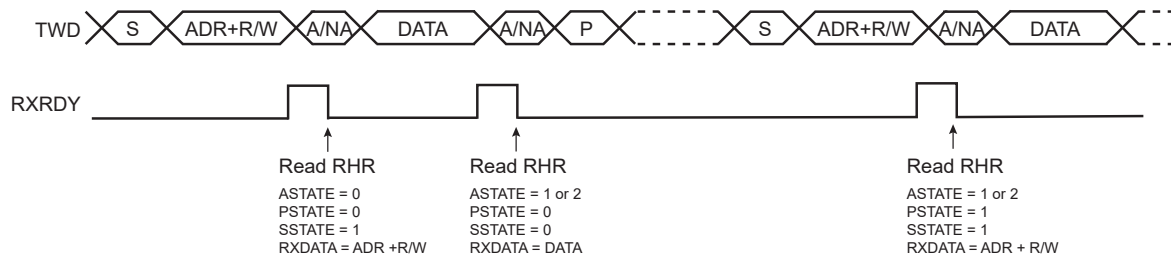 TWD S ADR+R/W A/NA DATA A/NA P S ADR+R/W A/NA DATA
RXRDY
Read RHR
ASTATE = 0
PSTATE = 0
SSTATE = 1
RXDATA = ADR +R/W
Read RHR
ASTATE = 1 or 2
PSTATE = 0
SSTATE = 0
RXDATA = DATA
Read RHR
ASTATE = 1 or 2
PSTATE = 1
SSTATE = 1
RXDATA = ADR + R/W